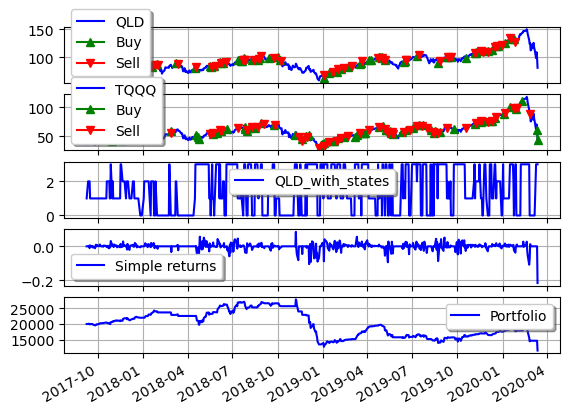 QLD
Buy
Sell
150
100
TQQQ
Buy
Sell
100
50
QLD_with_states
2
0
Simple returns
0.0
−0.2
Portfolio
25000
20000
15000
2017-10 2018-01 2018-04 2018-07 2018-10 2019-01 2019-04 2019-07 2019-10 2020-01 2020-04